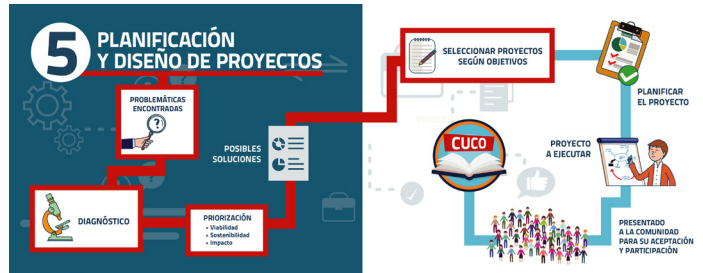 5 PLANIFICACIÓN
Y DISEÑO DE PROYECTOS
PROBLEMÁTICAS
ENCONTRADAS
?
DIAGNÓSTICO
PRIORIZACIÓN
• Viabilidad
• Sostenibilidad
• Impacto
POSIBLES
SOLUCIONES
SELECCIONAR PROYECTOS
SEGÚN OBJETIVOS
PLANIFICAR
EL PROYECTO
PROYECTO
A EJECUTAR
PRESENTADO
A LA COMUNIDAD
PARA SU ACEPTACIÓN
Y PARTICIPACIÓN
CUCO